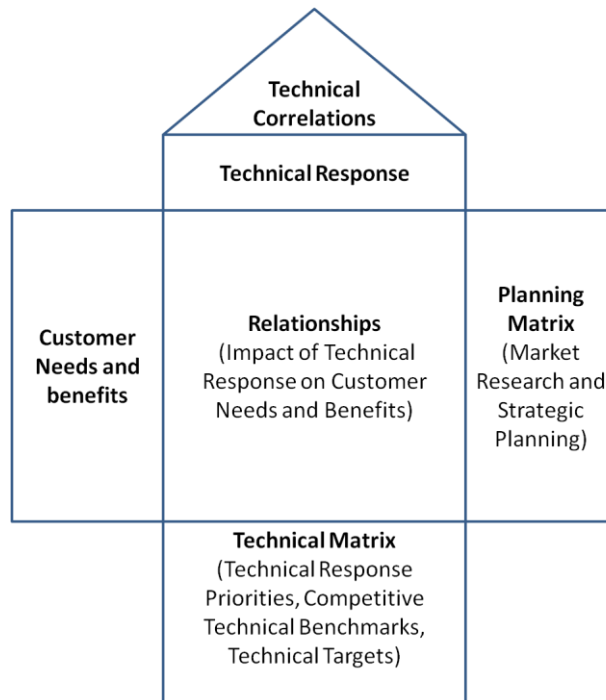 Technical
Correlations
Technical Response
Customer
Needs and
benefits
Relationships
(Impact of Technical
Response on Customer
Needs and Benefits)
Planning
Matrix
(Market
Research and
Strategic
Planning)
Technical Matrix
(Technical Response
Priorities, Competitive
Technical Benchmarks,
Technical Targets)